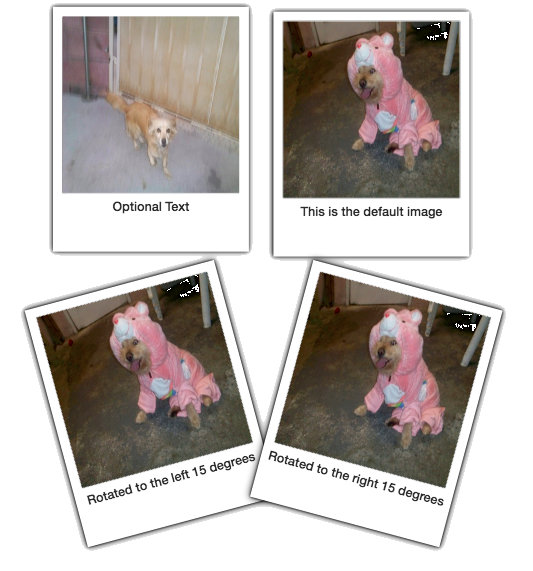 Optional Text
This is the default image
Rotated to the left 15 degrees
Rotated to the right 15 degrees